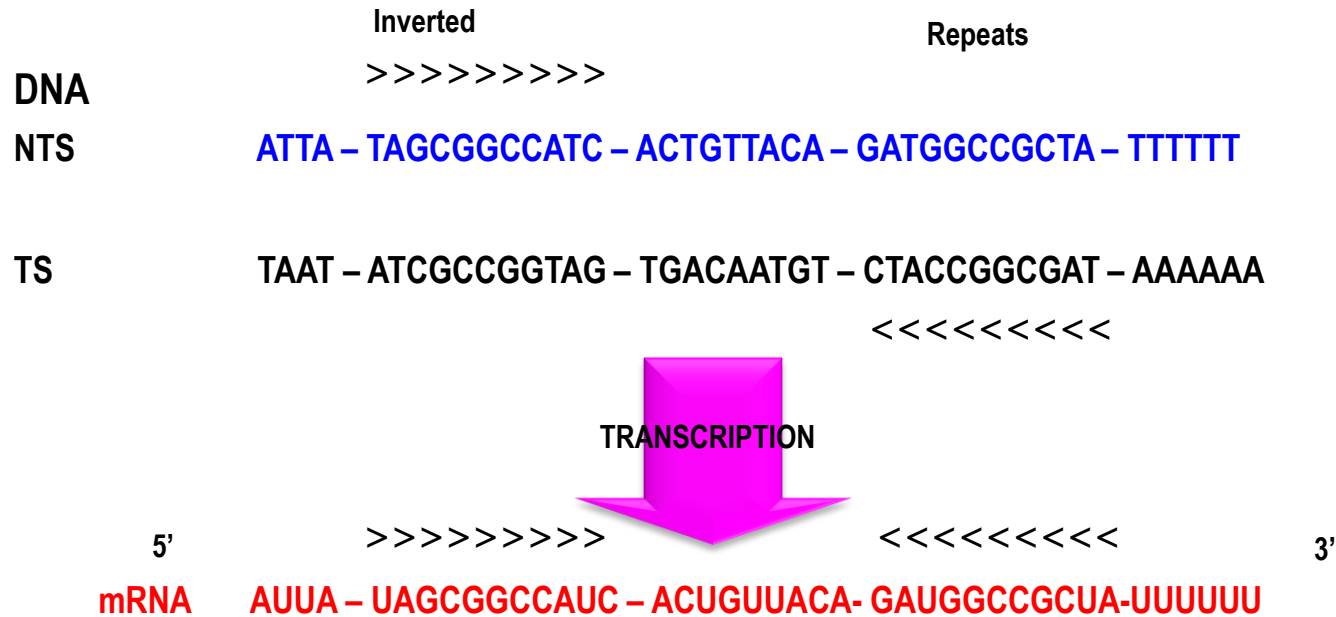 Inverted Repeats
>>>>>>>>>
DNA
NTS ATTA – TAGCGGCCATC – ACTGTTACA - GATGGCCGCTA – TTTTTT
TS TAAT – ATCGCCGGTAG – TGACAATGT – CTACCGGCGAT – AAAAAA
<<<<<<<<<
TRANSCRIPTION
5’ >>>>>>>>> <<<<<<<<< 3’
mRNA AUUA – UAGCGGCCAUC – ACUGUUACA- GAUGGCCGCUA-UUUUUU